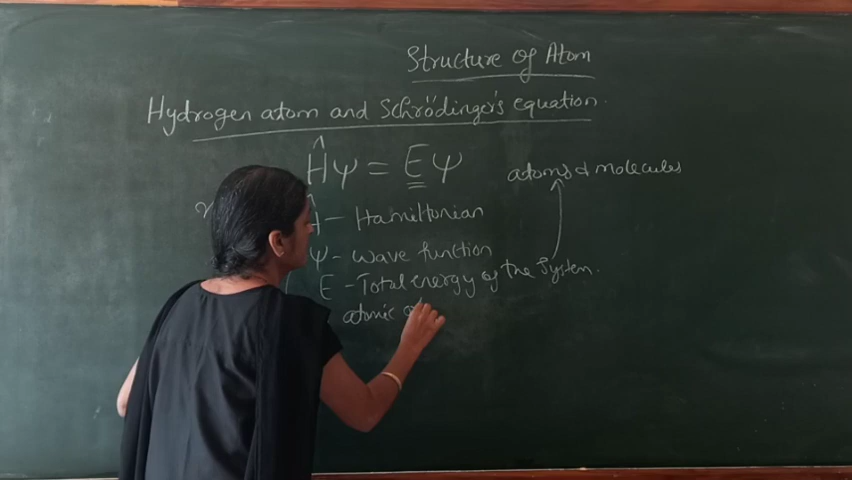 Structure of Atom
Hydrogen atom and Schrödinger's equation.
Ĥψ = Eψ
atoms & molecules
Ĥ - Hamiltonian
ψ - wave function
E - Total energy of the System.
atomic